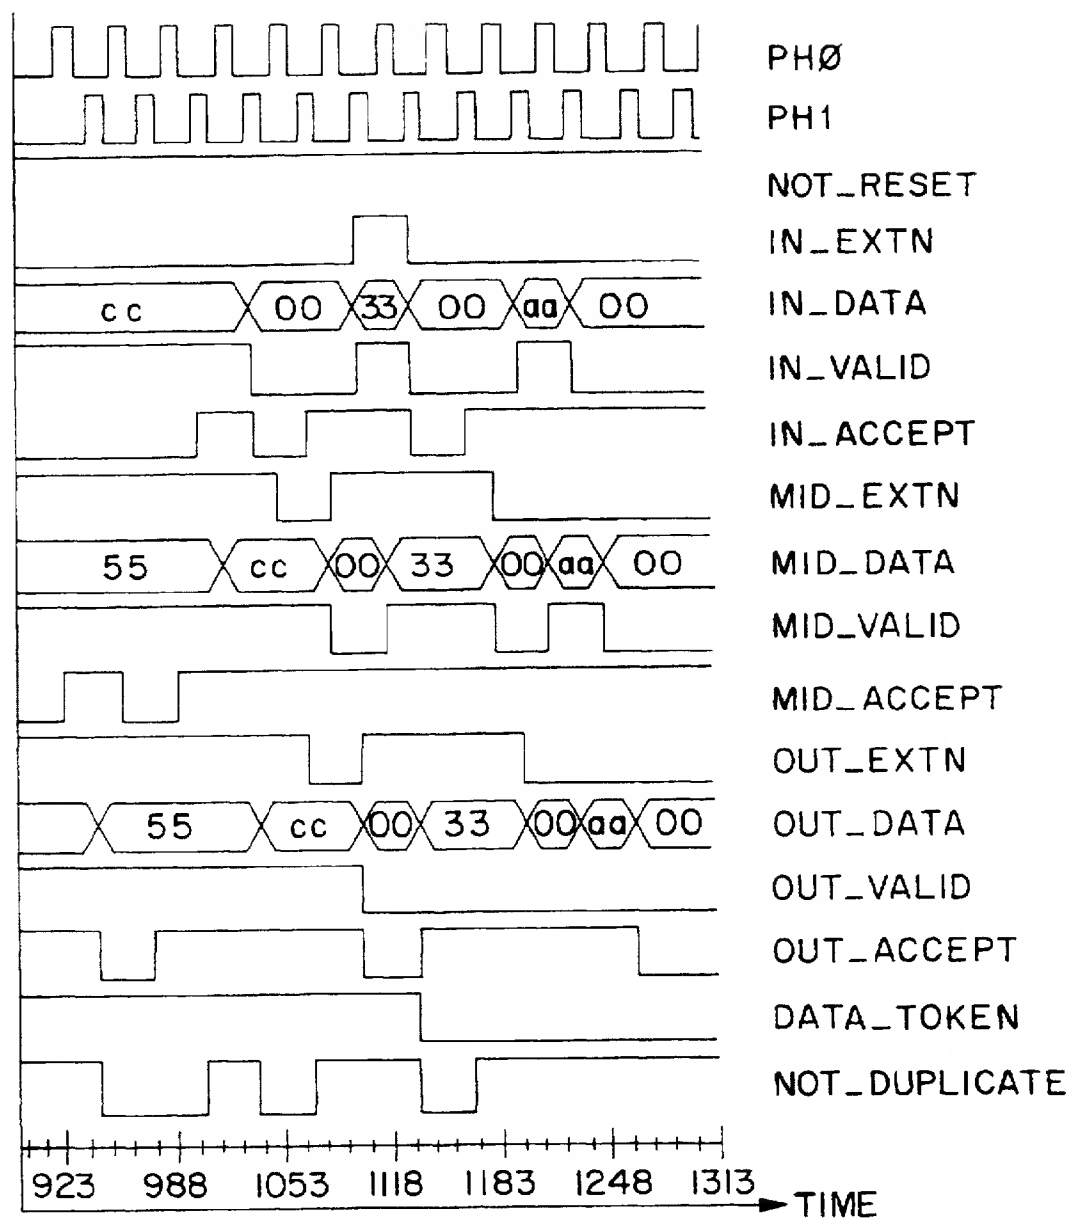 PHØ
PH1
NOT_RESET
IN_EXTN
cc 00 33 00 aa 00 IN_DATA
IN_VALID
IN_ACCEPT
MID_EXTN
55 cc 00 33 00 aa 00 MID_DATA
MID_VALID
MID_ACCEPT
OUT_EXTN
55 cc 00 33 00 aa 00 OUT_DATA
OUT_VALID
OUT_ACCEPT
DATA_TOKEN
NOT_DUPLICATE
923 988 1053 1118 1183 1248 1313
TIME